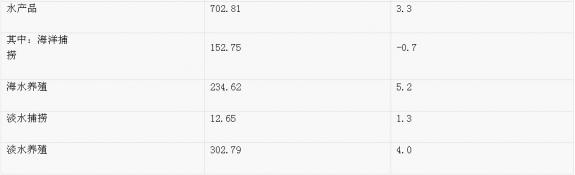 水产品 702.81 3.3
其中：海洋捕
捞 152.75 -0.7
海水养殖 234.62 5.2
淡水捕捞 12.65 1.3
淡水养殖 302.79 4.0